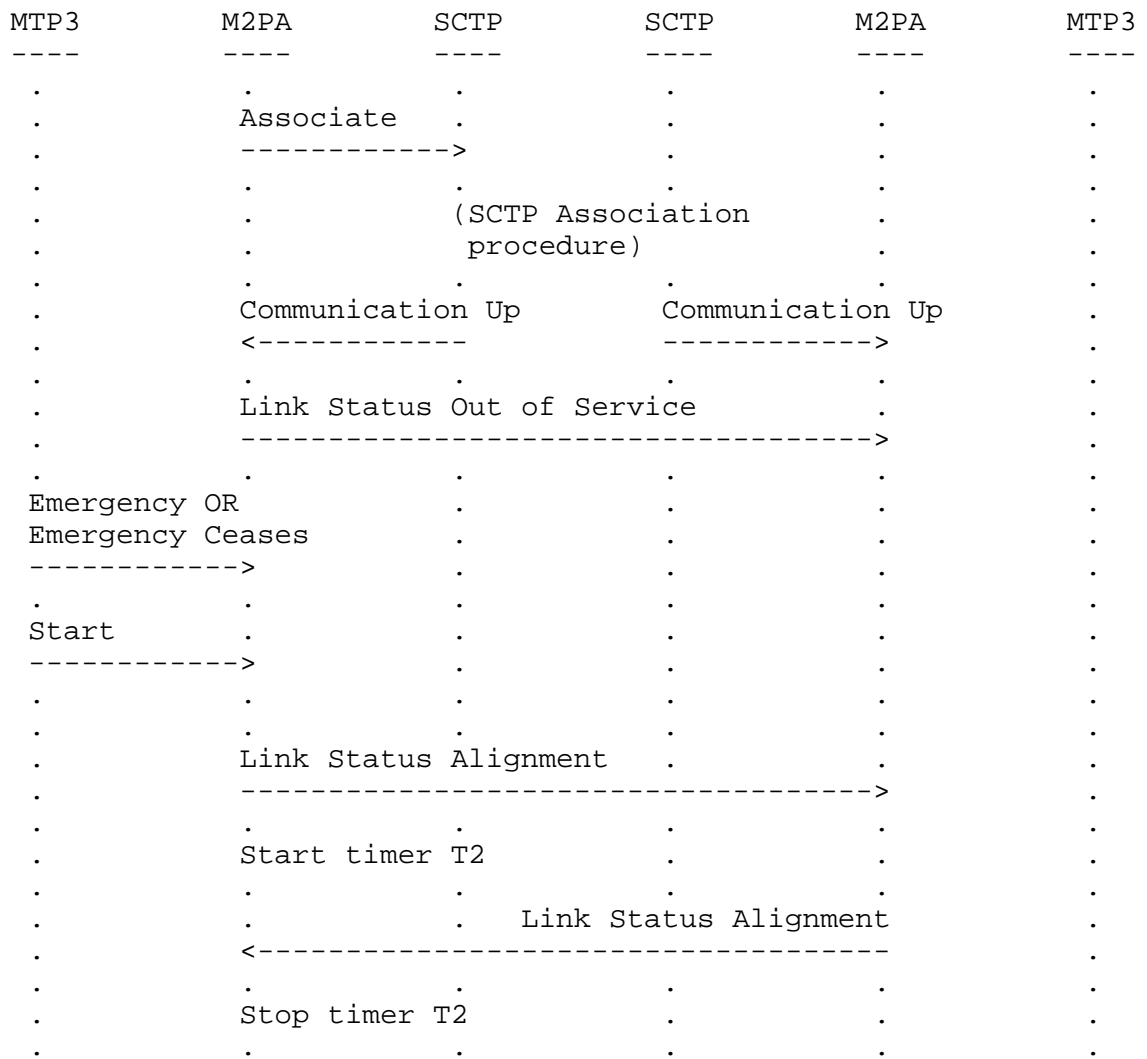 MTP3 M2PA SCTP SCTP M2PA MTP3
---- ---- ---- ---- ---- ----
. . . . . .
. Associate . . . .
. ------------> . . .
. . . . . .
. . (SCTP Association . .
. . procedure) . .
. . . . . .
. Communication Up Communication Up .
. <------------ ------------> .
. . . . . .
. Link Status Out of Service . .
. ------------------------------------> .
. . . . . .
Emergency OR . . . .
Emergency Ceases . . . .
------------> . . . .
. . . . . .
Start . . . . .
------------> . . . .
. . . . . .
. . . . . .
. Link Status Alignment . . .
. ------------------------------------> .
. . . . . .
. Start timer T2 . . .
. . . . . .
. . . Link Status Alignment .
. <------------------------------------ .
. . . . . .
. Stop timer T2 . . .
. . . . . .